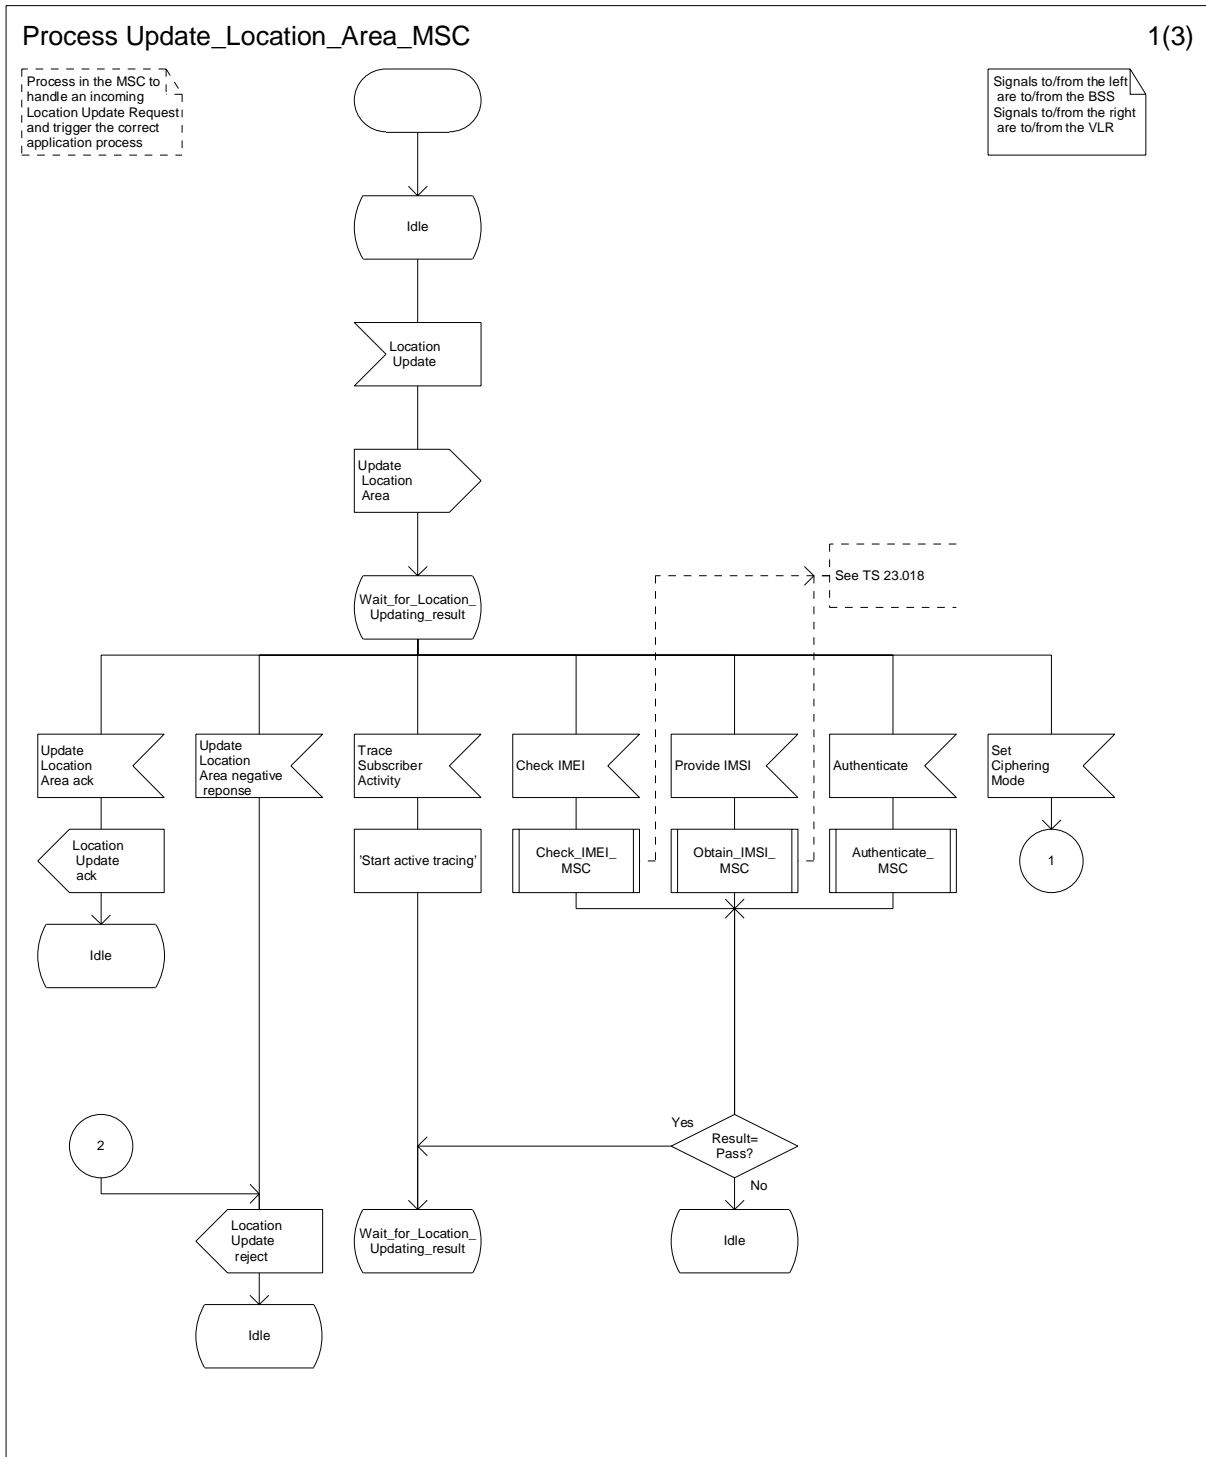 Process Update_Location_Area_MSC
1(3)
Process in the MSC to
handle an incoming
Location Update Request
and trigger the correct
application process
Signals to/from the left
are to/from the BSS
Signals to/from the right
are to/from the VLR
Idle
Location
Update
Update
Location
Area
See TS 23.018
Wait_for_Location_
Updating_result
Update
Location
Area ack
Update
Location
Area negative
reponse
Trace
Subscriber
Activity
Check IMEI
Provide IMSI
Authenticate
Set
Ciphering
Mode
Location
Update
ack
'Start active tracing'
Check_IMEI_
MSC
Obtain_IMSI_
MSC
Authenticate_
MSC
1
Idle
2
Yes
Result=
Pass?
No
Location
Update
reject
Wait_for_Location_
Updating_result
Idle
Idle